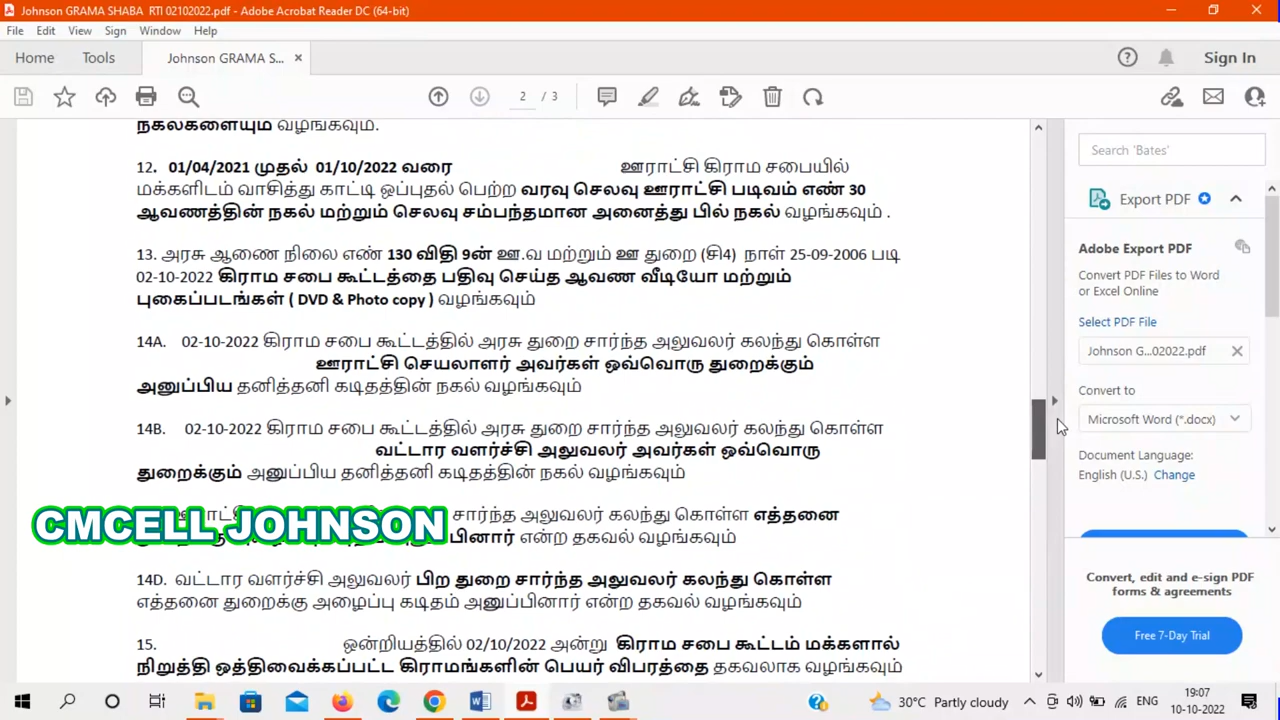 Johnson GRAMA SHABA RTI 02102022.pdf - Adobe Acrobat Reader DC (64-bit)
File Edit View Sign Window Help
Home Tools Johnson GRAMA S... × Sign In
2 / 3
நகல்களையும் வழங்கவும்.
12. 01/04/2021 முதல் 01/10/2022 வரை ஊராட்சி கிராம சபையில்
மக்களிடம் வாசித்து காட்டி ஒப்புதல் பெற்ற வரவு செலவு ஊராட்சி படிவம் எண் 30
ஆவணத்தின் நகல் மற்றும் செலவு சம்பந்தமான அனைத்து பில் நகல் வழங்கவும் .
13. அரசு ஆணை நிலை எண் 130 விதி 9ன் ஊ.வ மற்றும் ஊ துறை (சி4) நாள் 25-09-2006 படி
02-10-2022 கிராம சபை கூட்டத்தை பதிவு செய்த ஆவண வீடியோ மற்றும்
புகைப்படங்கள் ( DVD & Photo copy ) வழங்கவும்
14A. 02-10-2022 கிராம சபை கூட்டத்தில் அரசு துறை சார்ந்த அலுவலர் கலந்து கொள்ள
ஊராட்சி செயலாளர் அவர்கள் ஒவ்வொரு துறைக்கும்
அனுப்பிய தனித்தனி கடிதத்தின் நகல் வழங்கவும்
14B. 02-10-2022 கிராம சபை கூட்டத்தில் அரசு துறை சார்ந்த அலுவலர் கலந்து கொள்ள
வட்டார வளர்ச்சி அலுவலர் அவர்கள் ஒவ்வொரு
துறைக்கும் அனுப்பிய தனித்தனி கடிதத்தின் நகல் வழங்கவும்
சார்ந்த அலுவலர் கலந்து கொள்ள எத்தனை
CMCELL JOHNSON
என்ற தகவல் வழங்கவும்
14D. வட்டார வளர்ச்சி அலுவலர் பிற துறை சார்ந்த அலுவலர் கலந்து கொள்ள
எத்தனை துறைக்கு அழைப்பு கடிதம் அனுப்பினார் என்ற தகவல் வழங்கவும்
15. ஒன்றியத்தில் 02/10/2022 அன்று கிராம சபை கூட்டம் மக்களால்
நிறுத்தி ஒத்திவைக்கப்பட்ட கிராமங்களின் பெயர் விபரத்தை தகவலாக வழங்கவும்
Search 'Bates'
Export PDF
Adobe Export PDF
Convert PDF Files to Word
or Excel Online
Select PDF File
Johnson G...02022.pdf
Convert to
Microsoft Word (*.docx)
Document Language:
English (U.S.) Change
Convert, edit and e-sign PDF
forms & agreements
Free 7-Day Trial
30°C Partly cloudy ENG 19:07
10-10-2022